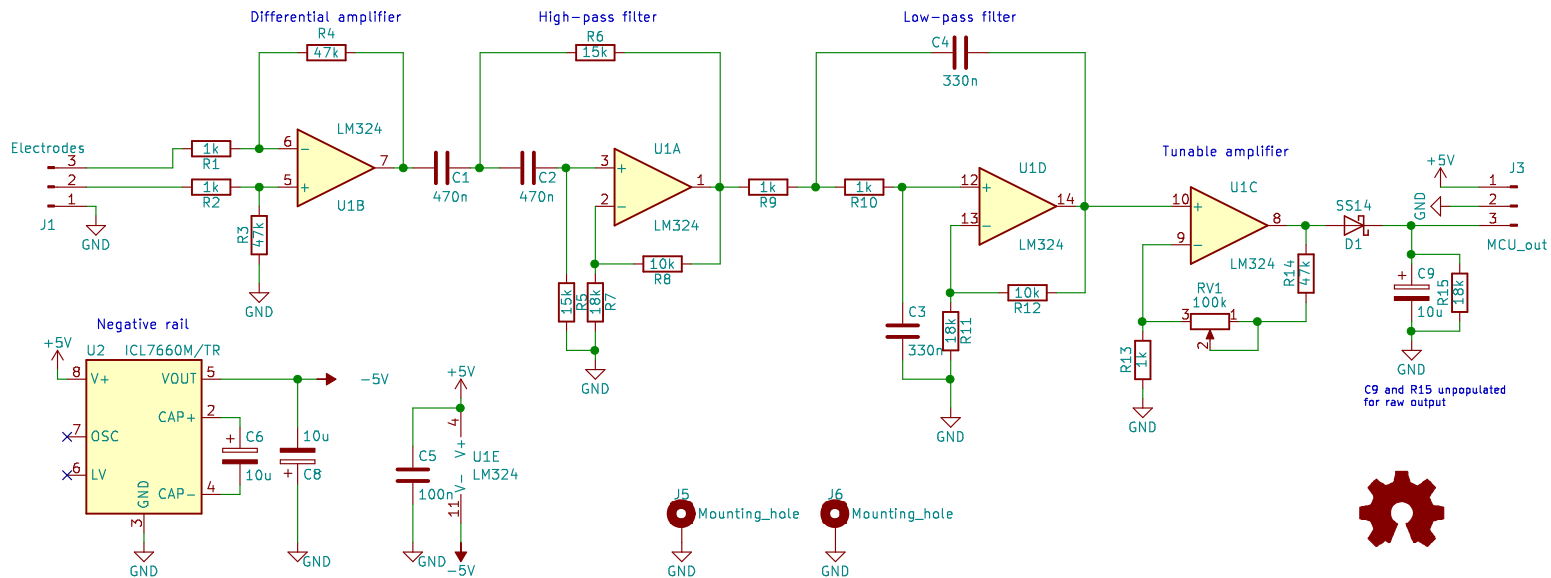 Differential amplifier
High-pass filter
Low-pass filter
R4
47k
R6
15k
C4
330n
Electrodes
3
2
1
J1
GND
1k
R1
1k
R2
R3
47k
GND
6
5
7
LM324
U1B
C1
470n
C2
470n
3
2
1
U1A
LM324
10k
R8
15k
R5
18k
R7
GND
1k
R9
1k
R10
12
13
14
U1D
LM324
10k
R12
C3
330n
18k
R11
GND
Tunable amplifier
10
9
8
U1C
LM324
RV1
100k
3
1
2
R13
1k
GND
R14
47k
SS14
D1
+5V
GND
J3
1
2
3
MCU_out
C9
10u
R15
18k
GND
C9 and R15 unpopulated
for raw output
Negative rail
+5V
U2
ICL7660M/TR
8
V+
7
OSC
6
LV
VOUT
5
CAP+
2
CAP-
4
GND
3
GND
C6
10u
10u
C8
GND
-5V
+5V
C5
100n
GND
4
V+
V-
11
U1E
LM324
-5V
J5
Mounting_hole
GND
J6
Mounting_hole
GND